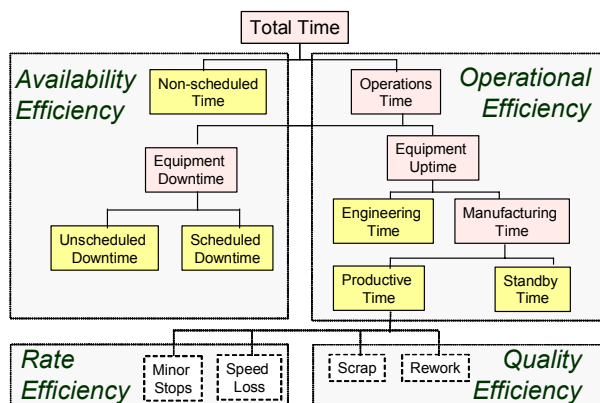 Total Time
Availability
Efficiency
Non-scheduled
Time
Operations
Time
Operational
Efficiency
Equipment
Downtime
Equipment
Uptime
Unscheduled
Downtime
Scheduled
Downtime
Engineering
Time
Manufacturing
Time
Productive
Time
Standby
Time
Rate
Efficiency
Minor
Stops
Speed
Loss
Scrap
Rework
Quality
Efficiency